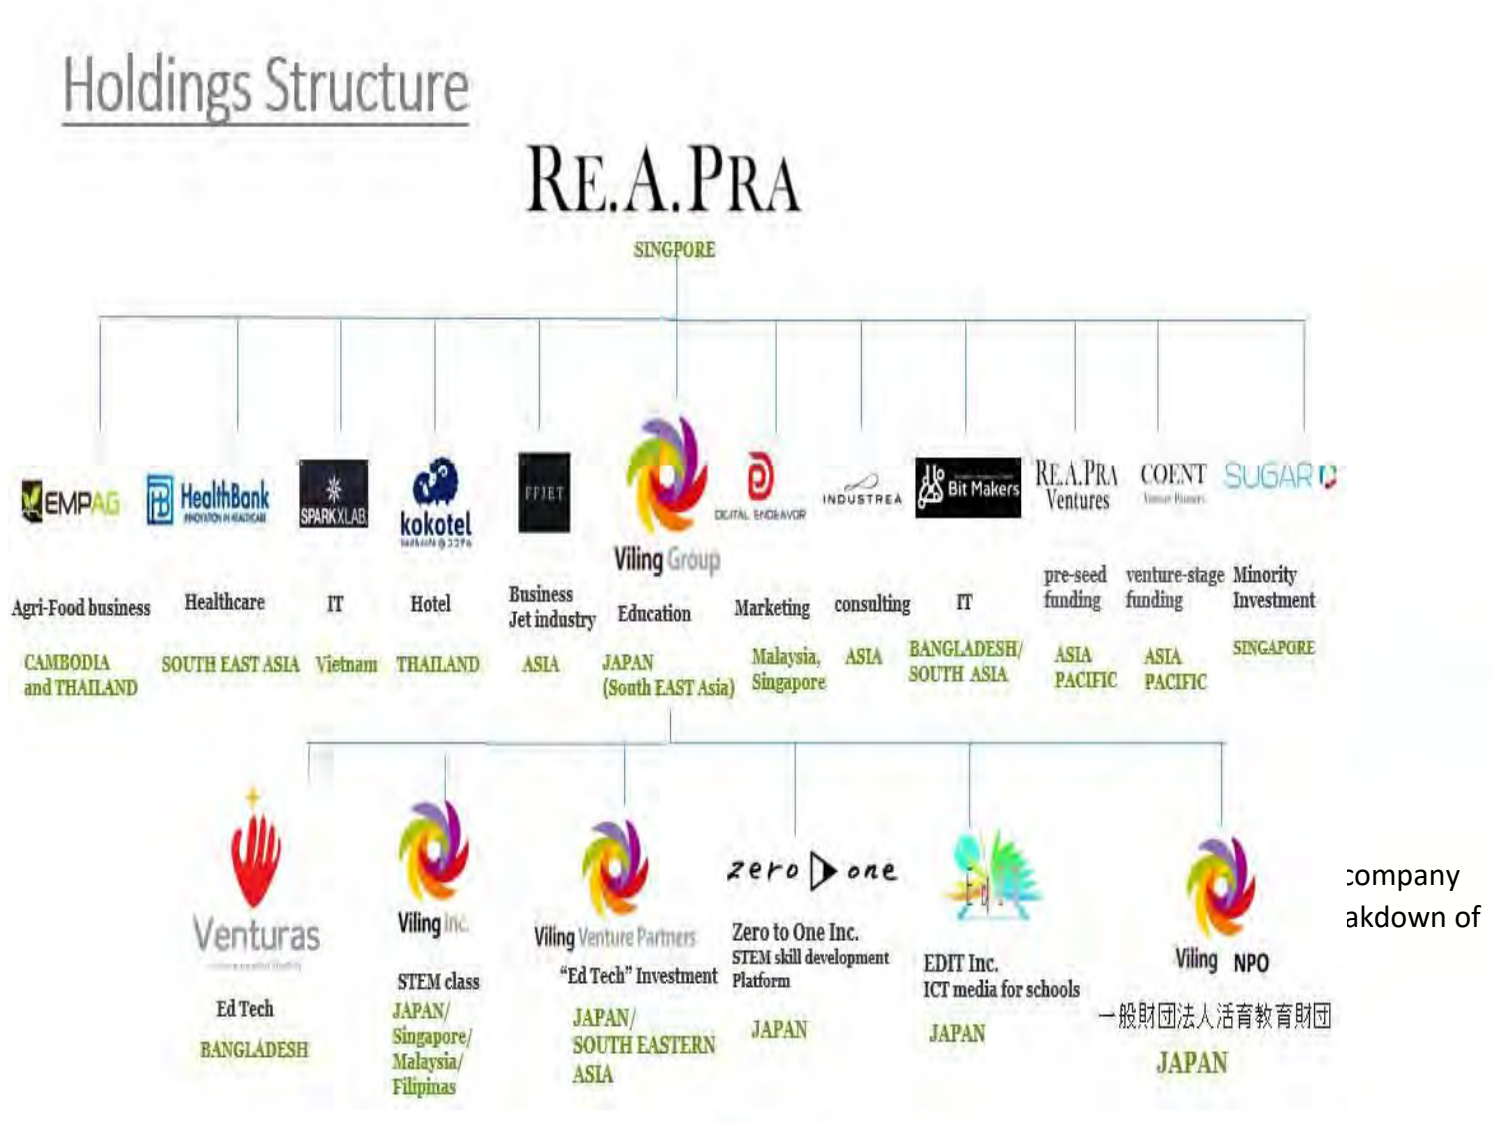 Holdings Structure
RE.A.PRA
SINGPORE
EMPAG
HealthBank
INNOVATION IN HEALTHCARE
SPARKXLAB
kokotel
FFJET
Viling Group
DIGITAL ENDEAVOR
INDUSTREA
Bit Makers
RE.A.PRA
Ventures
COENT
Venture Partners
SUGAR
Agri-Food business
Healthcare
IT
Hotel
Business
Jet industry
Education
Marketing
consulting
IT
pre-seed
funding
venture-stage
funding
Minority
Investment
CAMBODIA
and THAILAND
SOUTH EAST ASIA
Vietnam
THAILAND
ASIA
JAPAN
(South EAST Asia)
Malaysia,
Singapore
ASIA
BANGLADESH/
SOUTH ASIA
ASIA
PACIFIC
ASIA
PACIFIC
SINGAPORE
Venturas
Ed Tech
BANGLADESH
Viling Inc.
STEM class
JAPAN/
Singapore/
Malaysia/
Filipinas
Viling Venture Partners
“Ed Tech” Investment
JAPAN/
SOUTH EASTERN
ASIA
zero one
Zero to One Inc.
STEM skill development
Platform
JAPAN
EDIT
EDIT Inc.
ICT media for schools
JAPAN
Viling NPO
一般財団法人活育教育財団
JAPAN
company
akdown of